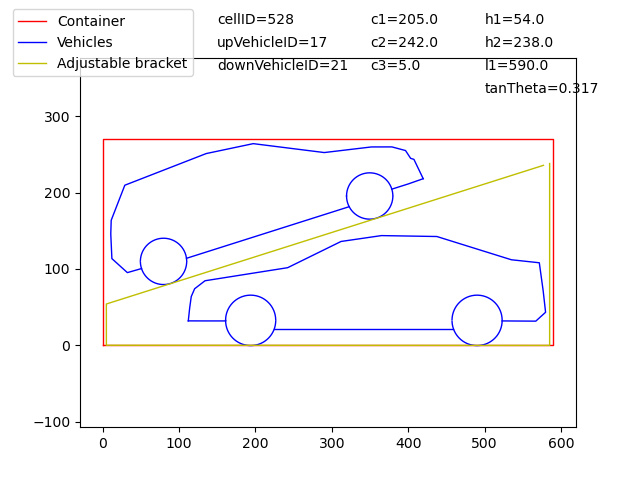 Container
Vehicles
Adjustable bracket
cellID=528 c1=205.0 h1=54.0
upVehicleID=17 c2=242.0 h2=238.0
downVehicleID=21 c3=5.0 l1=590.0
tanTheta=0.317
300
200
100
0
−100
0 100 200 300 400 500 600